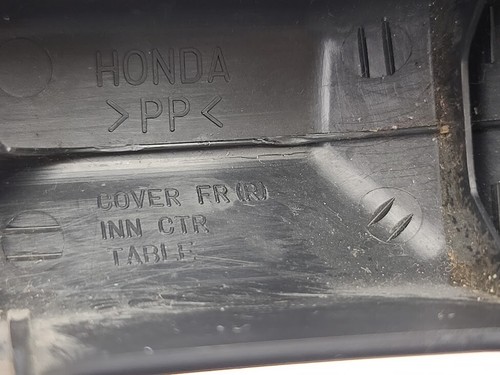 HONDA
>PP<
COVER FR(R)
INN CTR
TABLE